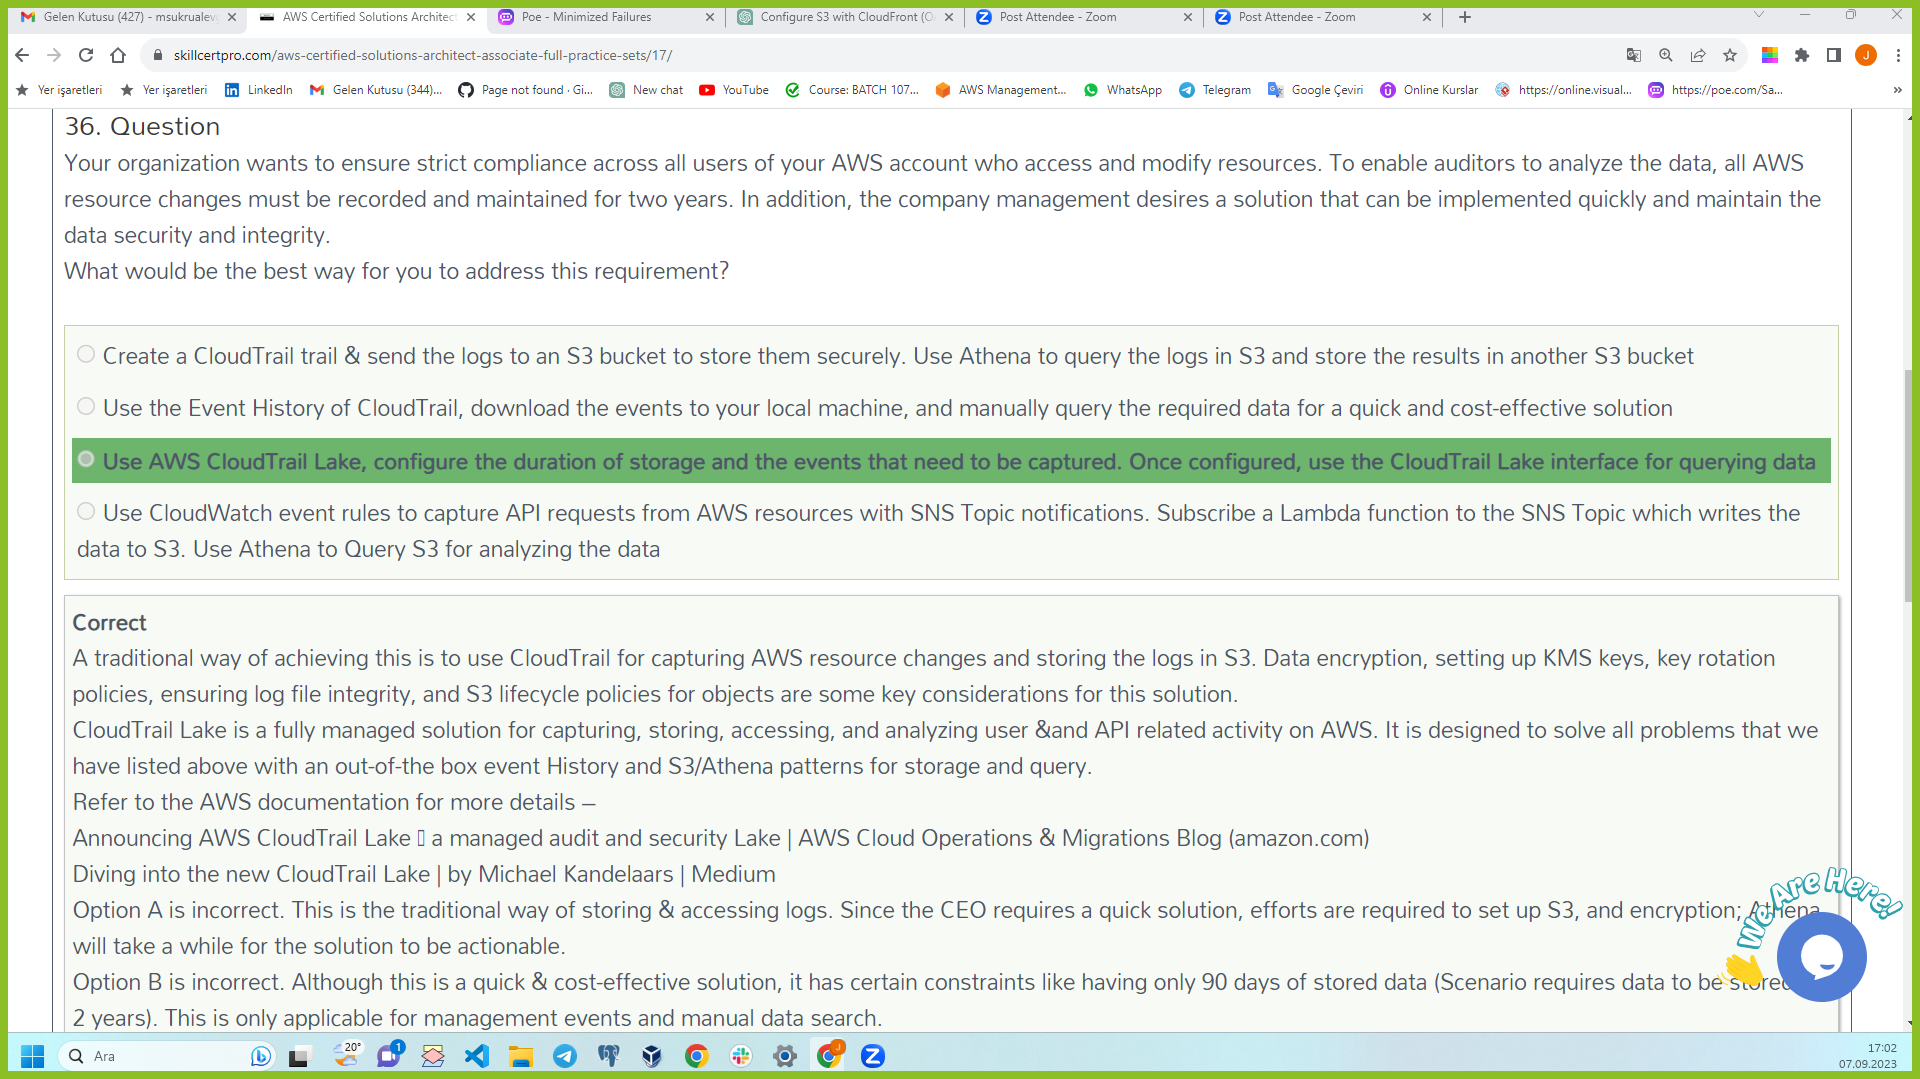 Gelen Kutusu (427) - msukrualev
AWS Certified Solutions Architect
Poe - Minimized Failures
Configure S3 with CloudFront (O
Post Attendee - Zoom
Post Attendee - Zoom
skillcertpro.com/aws-certified-solutions-architect-associate-full-practice-sets/17/
J
Yer işaretleri
Yer işaretleri
LinkedIn
Gelen Kutusu (344)...
Page not found · Gi...
New chat
YouTube
Course: BATCH 107...
AWS Management...
WhatsApp
Telegram
Google Çeviri
Online Kurslar
https://online.visual...
https://poe.com/Sa...
36. Question
Your organization wants to ensure strict compliance across all users of your AWS account who access and modify resources. To enable auditors to analyze the data, all AWS
resource changes must be recorded and maintained for two years. In addition, the company management desires a solution that can be implemented quickly and maintain the
data security and integrity.
What would be the best way for you to address this requirement?
Create a CloudTrail trail & send the logs to an S3 bucket to store them securely. Use Athena to query the logs in S3 and store the results in another S3 bucket
Use the Event History of CloudTrail, download the events to your local machine, and manually query the required data for a quick and cost-effective solution
Use AWS CloudTrail Lake, configure the duration of storage and the events that need to be captured. Once configured, use the CloudTrail Lake interface for querying data
Use CloudWatch event rules to capture API requests from AWS resources with SNS Topic notifications. Subscribe a Lambda function to the SNS Topic which writes the
data to S3. Use Athena to Query S3 for analyzing the data
Correct
A traditional way of achieving this is to use CloudTrail for capturing AWS resource changes and storing the logs in S3. Data encryption, setting up KMS keys, key rotation
policies, ensuring log file integrity, and S3 lifecycle policies for objects are some key considerations for this solution.
CloudTrail Lake is a fully managed solution for capturing, storing, accessing, and analyzing user &and API related activity on AWS. It is designed to solve all problems that we
have listed above with an out-of-the box event History and S3/Athena patterns for storage and query.
Refer to the AWS documentation for more details –
Announcing AWS CloudTrail Lake ▯ a managed audit and security Lake | AWS Cloud Operations & Migrations Blog (amazon.com)
Diving into the new CloudTrail Lake | by Michael Kandelaars | Medium
Option A is incorrect. This is the traditional way of storing & accessing logs. Since the CEO requires a quick solution, efforts are required to set up S3, and encryption; Athena
will take a while for the solution to be actionable.
Option B is incorrect. Although this is a quick & cost-effective solution, it has certain constraints like having only 90 days of stored data (Scenario requires data to be stored
2 years). This is only applicable for management events and manual data search.
We Are Here!
Ara
20°
1
J
17:02
07.09.2023